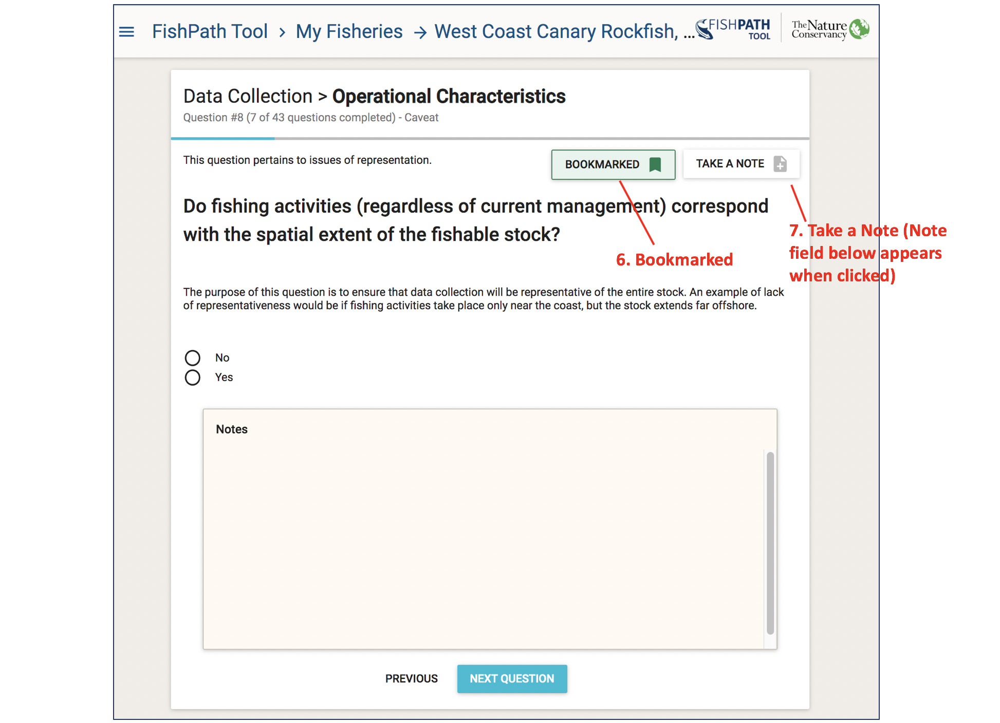 FishPath Tool > My Fisheries → West Coast Canary Rockfish, ...
FISHPATH
TOOL
The Nature
Conservancy
Data Collection > Operational Characteristics
Question #8 (7 of 43 questions completed) - Caveat
This question pertains to issues of representation.
BOOKMARKED
TAKE A NOTE
Do fishing activities (regardless of current management) correspond
with the spatial extent of the fishable stock?
6. Bookmarked
7. Take a Note (Note
field below appears
when clicked)
The purpose of this question is to ensure that data collection will be representative of the entire stock. An example of lack
of representativeness would be if fishing activities take place only near the coast, but the stock extends far offshore.
No
Yes
Notes
PREVIOUS
NEXT QUESTION